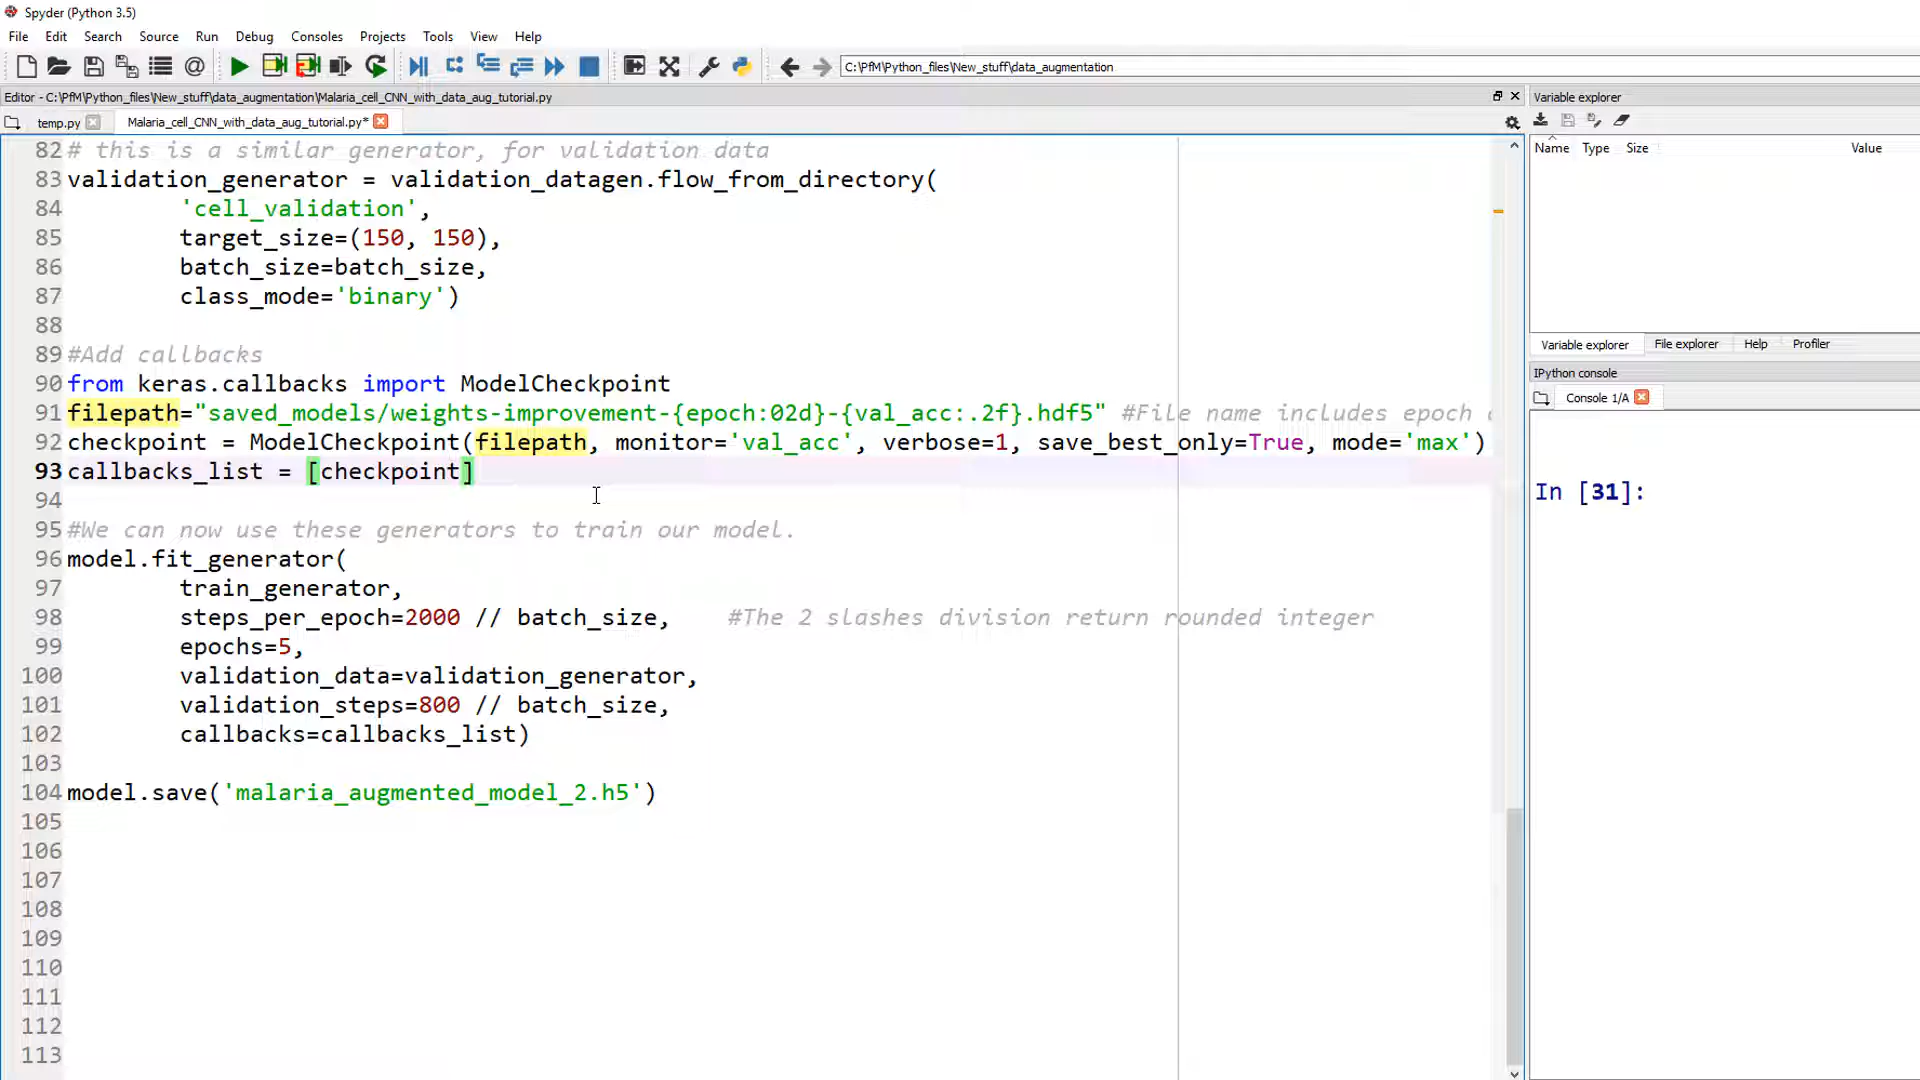 Spyder (Python 3.5)
File Edit Search Source Run Debug Consoles Projects Tools View Help
C:\PfM\Python_files\New_stuff\data_augmentation
Editor - C:\PfM\Python_files\New_stuff\data_augmentation\Malaria_cell_CNN_with_data_aug_tutorial.py
temp.py Malaria_cell_CNN_with_data_aug_tutorial.py*
82 # this is a similar generator, for validation data
83 validation_generator = validation_datagen.flow_from_directory(
84 'cell_validation',
85 target_size=(150, 150),
86 batch_size=batch_size,
87 class_mode='binary')
88
89 #Add callbacks
90 from keras.callbacks import ModelCheckpoint
91 filepath="saved_models/weights-improvement-{epoch:02d}-{val_acc:.2f}.hdf5" #File name includes epoch
92 checkpoint = ModelCheckpoint(filepath, monitor='val_acc', verbose=1, save_best_only=True, mode='max')
93 callbacks_list = [checkpoint]
94
95 #We can now use these generators to train our model.
96 model.fit_generator(
97 train_generator,
98 steps_per_epoch=2000 // batch_size, #The 2 slashes division return rounded integer
99 epochs=5,
100 validation_data=validation_generator,
101 validation_steps=800 // batch_size,
102 callbacks=callbacks_list)
103
104 model.save('malaria_augmented_model_2.h5')
105
106
107
108
109
110
111
112
113
Variable explorer
Name Type Size Value
Variable explorer File explorer Help Profiler
IPython console
Console 1/A
In [31]: